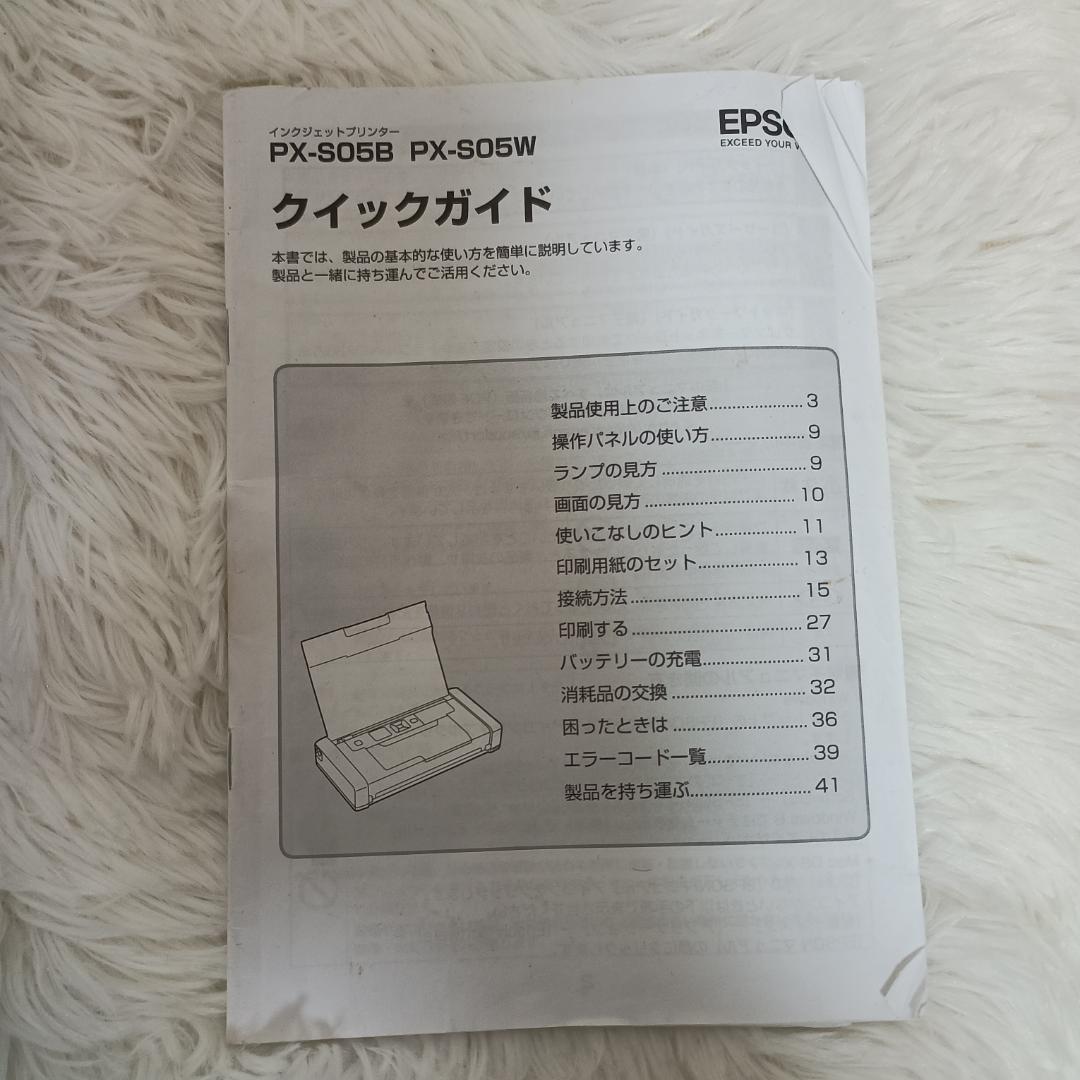 インクジェットプリンター
PX-S05B PX-S05W
EPS
EXCEED YOUR
クイックガイド
本書では、製品の基本的な使い方を簡単に説明しています。
製品と一緒に持ち運んでご活用ください。
製品使用上のご注意.....................3
操作パネルの使い方.....................9
ランプの見方.....................9
画面の見方.....................10
使いこなしのヒント.....................11
印刷用紙のセット.....................13
接続方法.....................15
印刷する.....................27
バッテリーの充電.....................31
消耗品の交換.....................32
困ったときは.....................36
エラーコード一覧.....................39
製品を持ち運ぶ.....................41